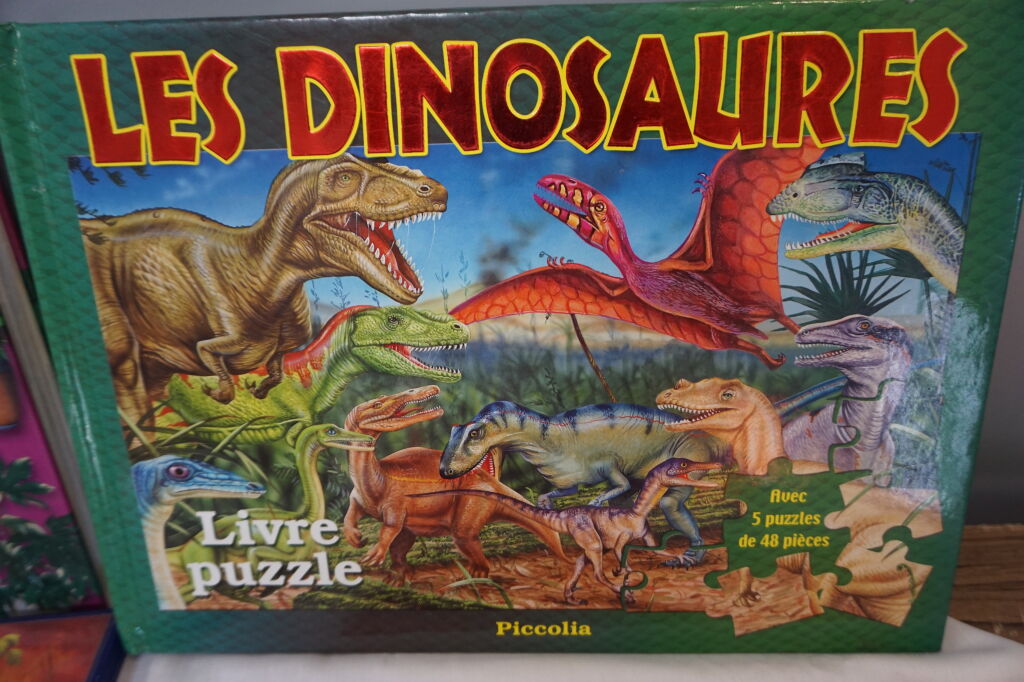 LES DINOSAURES
Livre
puzzle
Avec
5 puzzles
de 48 pièces
Piccolia